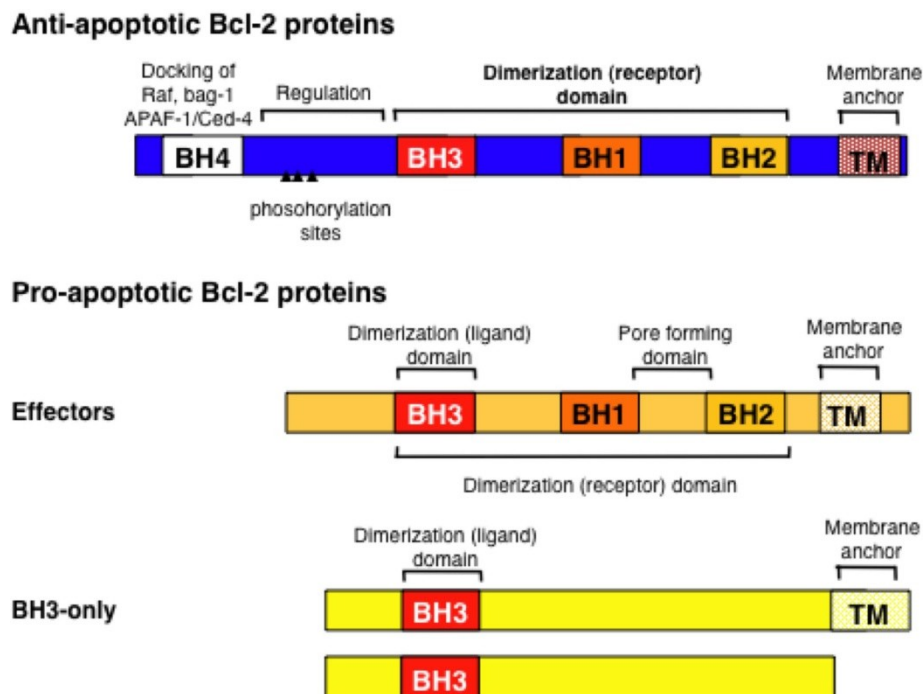 Anti-apoptotic Bcl-2 proteins
Docking of
Raf, bag-1
APAF-1/Ced-4
Regulation
Dimerization (receptor)
domain
Membrane
anchor
BH4
BH3
BH1
BH2
TM
phosohorylation
sites
Pro-apoptotic Bcl-2 proteins
Dimerization (ligand)
domain
Pore forming
domain
Membrane
anchor
Effectors
BH3
BH1
BH2
TM
Dimerization (receptor) domain
Dimerization (ligand)
domain
Membrane
anchor
BH3-only
BH3
TM
BH3